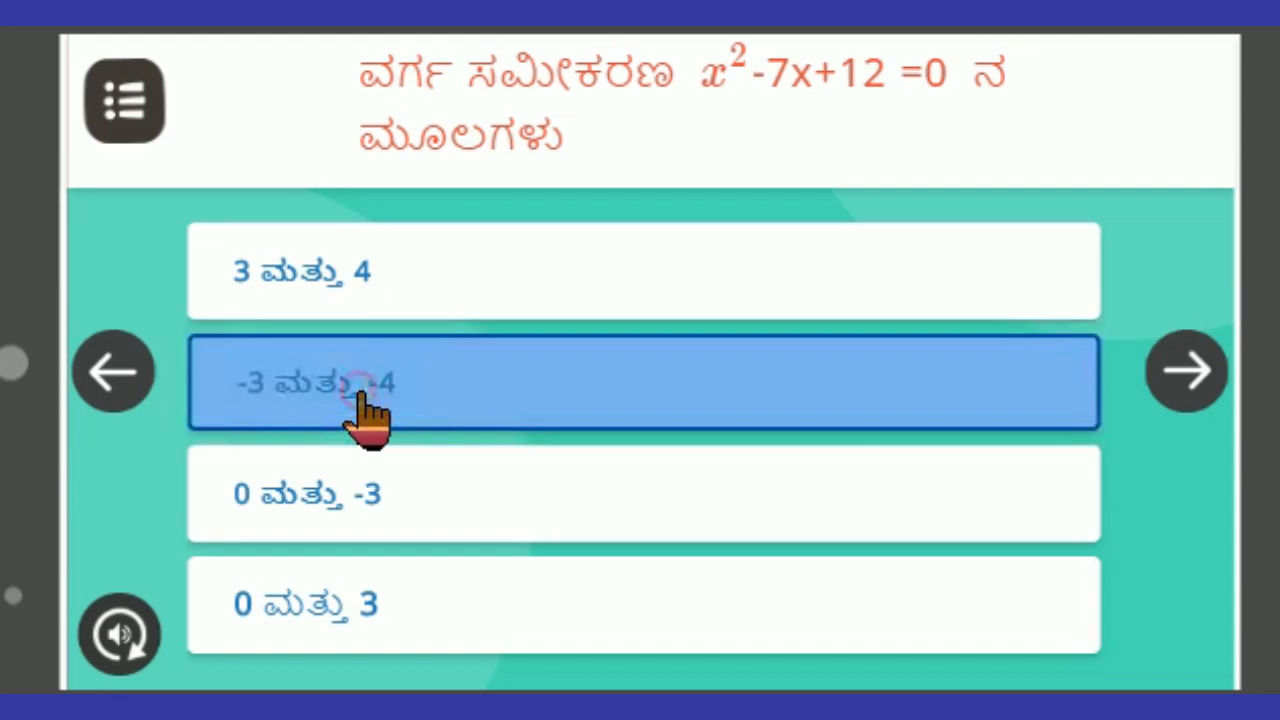 ವರ್ಗ ಸಮೀಕರಣ x²-7x+12 =0 ನ
ಮೂಲಗಳು
3 ಮತ್ತು 4
-3 ಮತ್ತು -4
0 ಮತ್ತು -3
0 ಮತ್ತು 3